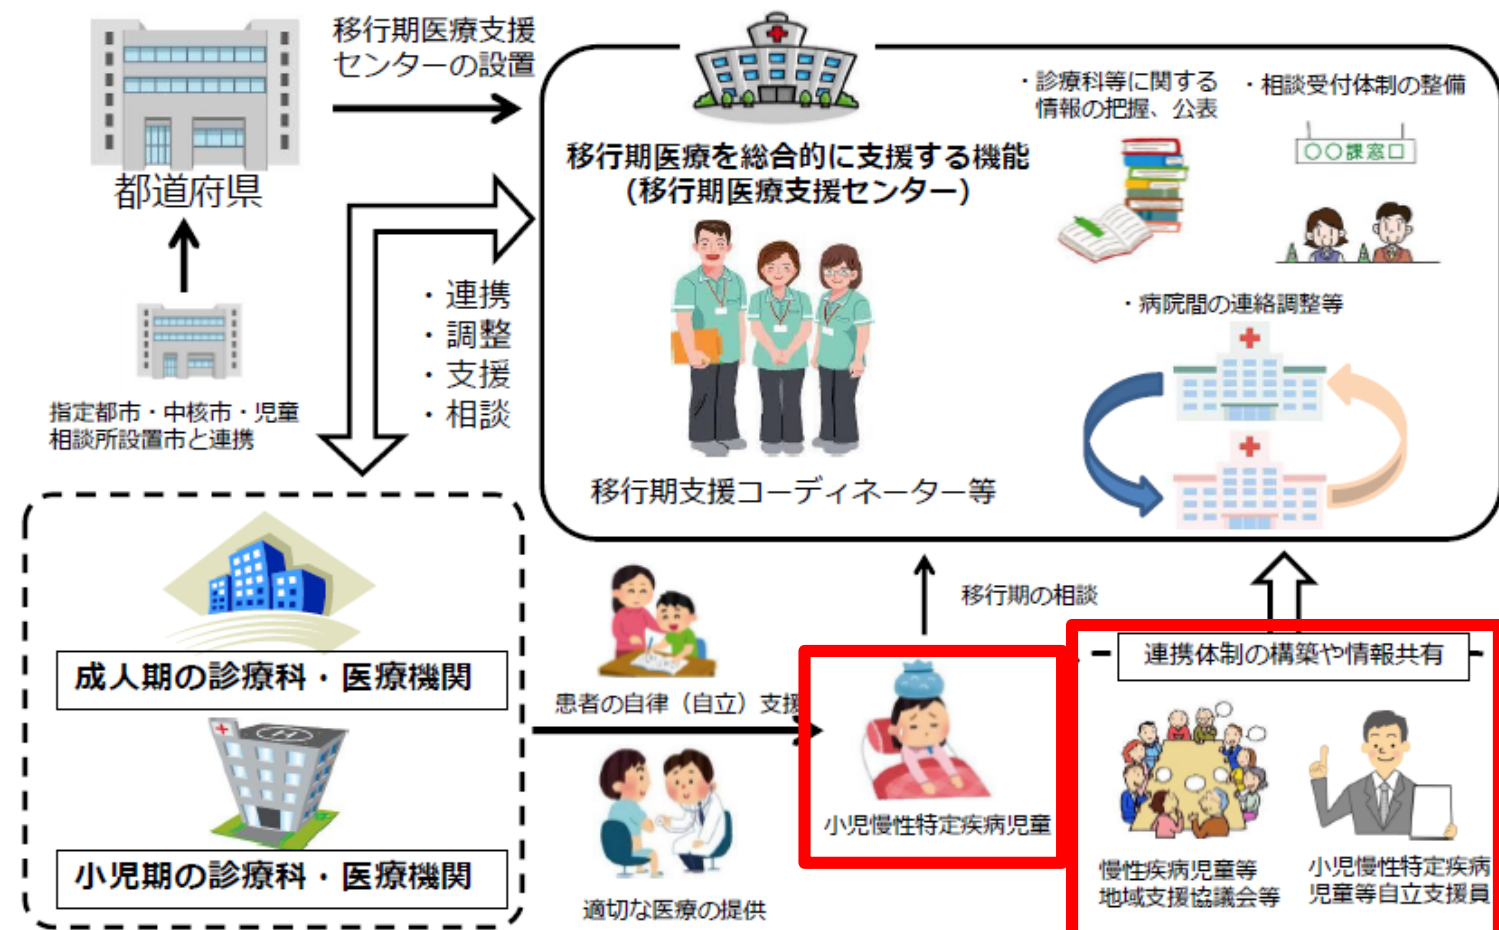 移行期医療支援
センターの設置
都道府県
指定都市・中核市・児童
相談所設置市と連携
・連携
・調整
・支援
・相談
移行期医療を総合的に支援する機能
(移行期医療支援センター)
移行期支援コーディネーター等
・診療科等に関する
情報の把握、公表
・相談受付体制の整備
〇〇課窓口
・病院間の連絡調整等
成人期の診療科・医療機関
小児期の診療科・医療機関
H
患者の自律（自立）支援
適切な医療の提供
移行期の相談
小児慢性特定疾病児童
連携体制の構築や情報共有
慢性疾病児童等
地域支援協議会等
小児慢性特定疾病
児童等自立支援員